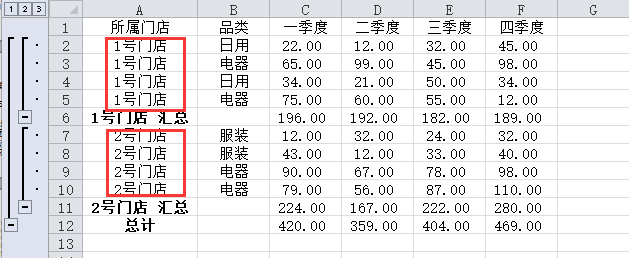 1 2 3 A B C D E F G
1 所属门店 品类 一季度 二季度 三季度 四季度
2 1号门店 日用 22.00 12.00 32.00 45.00
3 1号门店 电器 65.00 99.00 45.00 98.00
4 1号门店 日用 34.00 21.00 50.00 34.00
5 1号门店 电器 75.00 60.00 55.00 12.00
6 1号门店 汇总 196.00 192.00 182.00 189.00
7 2号门店 服装 12.00 32.00 24.00 32.00
8 2号门店 服装 43.00 12.00 33.00 40.00
9 2号门店 电器 90.00 67.00 78.00 98.00
10 2号门店 电器 79.00 56.00 87.00 110.00
11 2号门店 汇总 224.00 167.00 222.00 280.00
12 总计 420.00 359.00 404.00 469.00
13